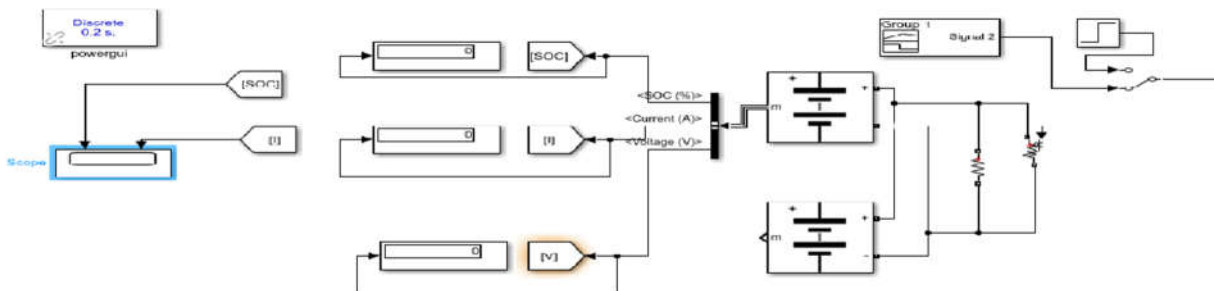 Discrete
0.2 s.
powergui
[SOC]
[I]
Scope
0
[SOC]
<SOC (%)>
0
[I]
<Current (A)>
<Voltage (V)>
0
[V]
Group 1
Signal 2
+
m
+
+
m
+
-